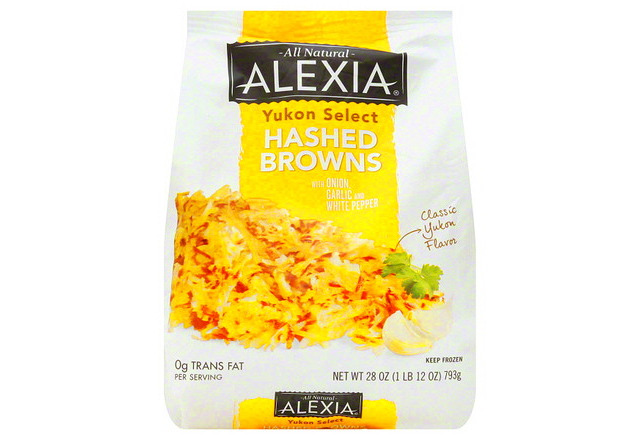 -All Natural-
ALEXIA®
Yukon Select
HASHED
BROWNS
WITH ONION,
GARLIC AND
WHITE PEPPER
Classic
Yukon
Flavor
KEEP FROZEN
0g TRANS FAT
PER SERVING
NET WT 28 OZ (1 LB 12 OZ) 793g
-All Natural-
ALEXIA
Yukon Select